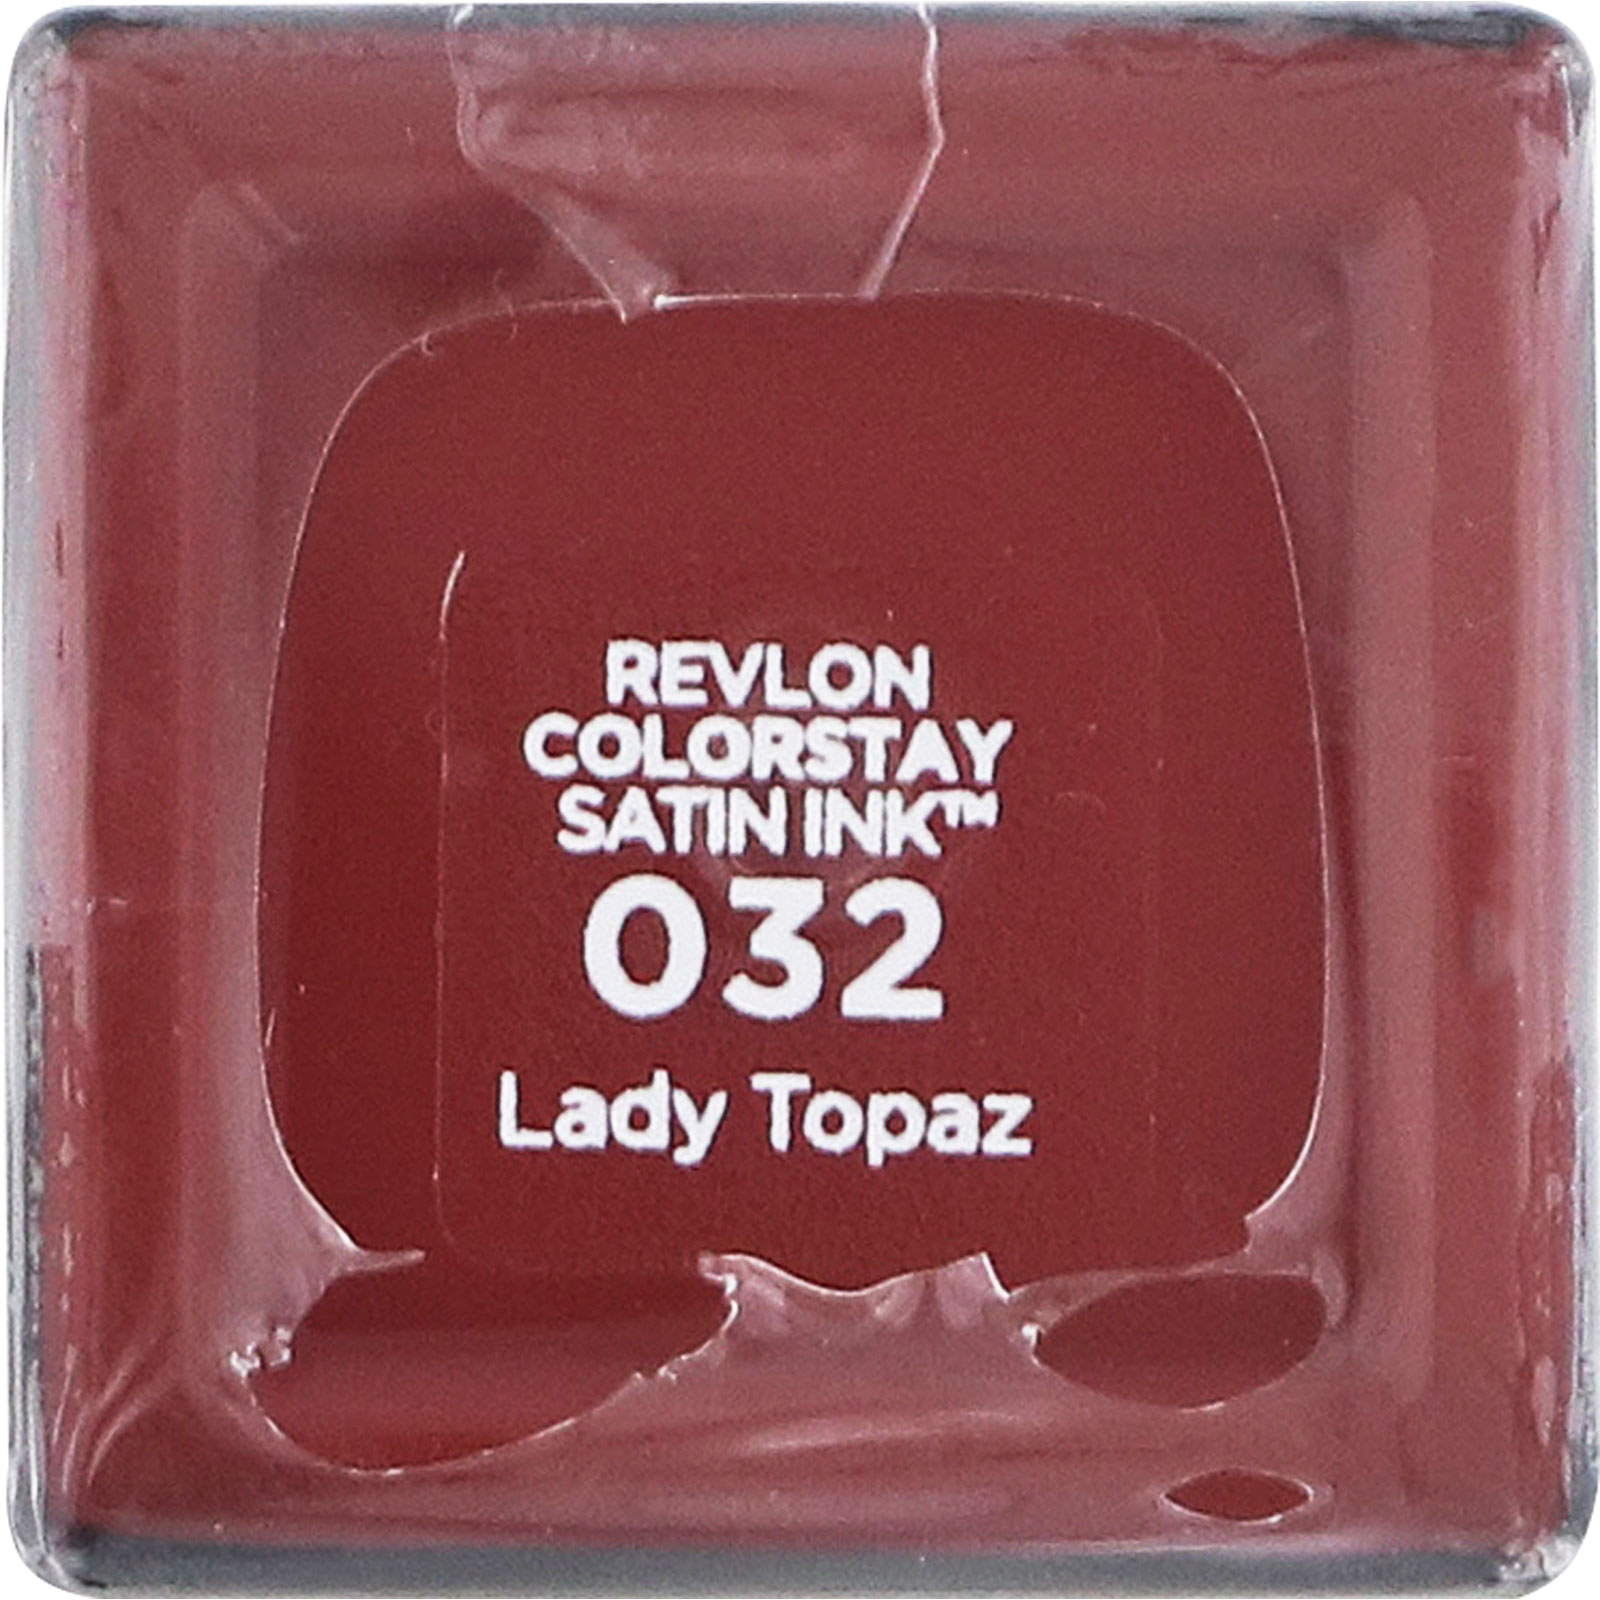 REVLON
COLORSTAY
SATIN INK™
032
Lady Topaz